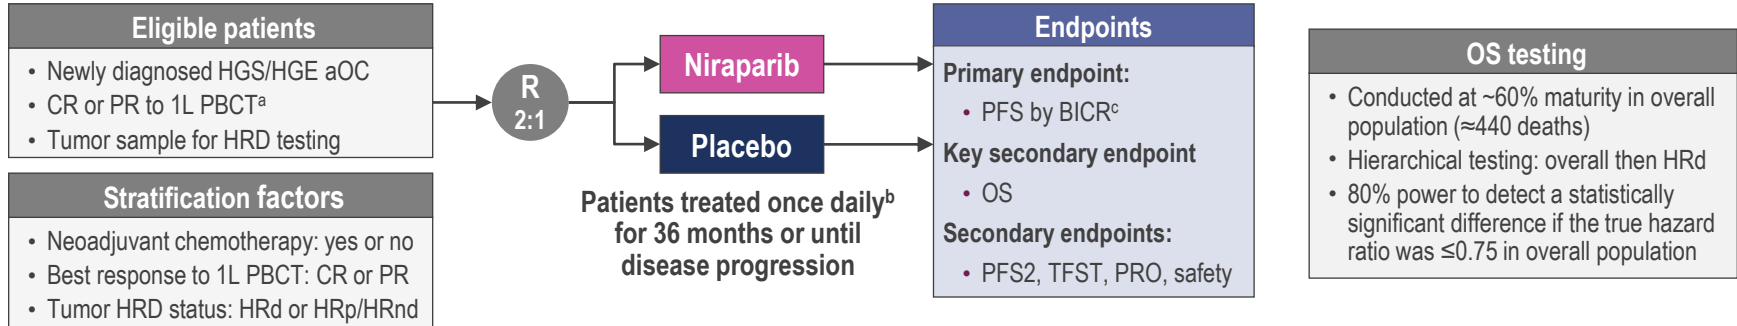 Eligible patients
• Newly diagnosed HGS/HGE aOC
• CR or PR to 1L PBCTᵃ
• Tumor sample for HRD testing
Stratification factors
• Neoadjuvant chemotherapy: yes or no
• Best response to 1L PBCT: CR or PR
• Tumor HRD status: HRd or HRp/HRnd
R
2:1
Niraparib
Placebo
Patients treated once dailyᵇ
for 36 months or until
disease progression
Endpoints
Primary endpoint:
• PFS by BICRᶜ
Key secondary endpoint
• OS
Secondary endpoints:
• PFS2, TFST, PRO, safety
OS testing
• Conducted at ~60% maturity in overall
population (≈440 deaths)
• Hierarchical testing: overall then HRd
• 80% power to detect a statistically
significant difference if the true hazard
ratio was ≤0.75 in overall population